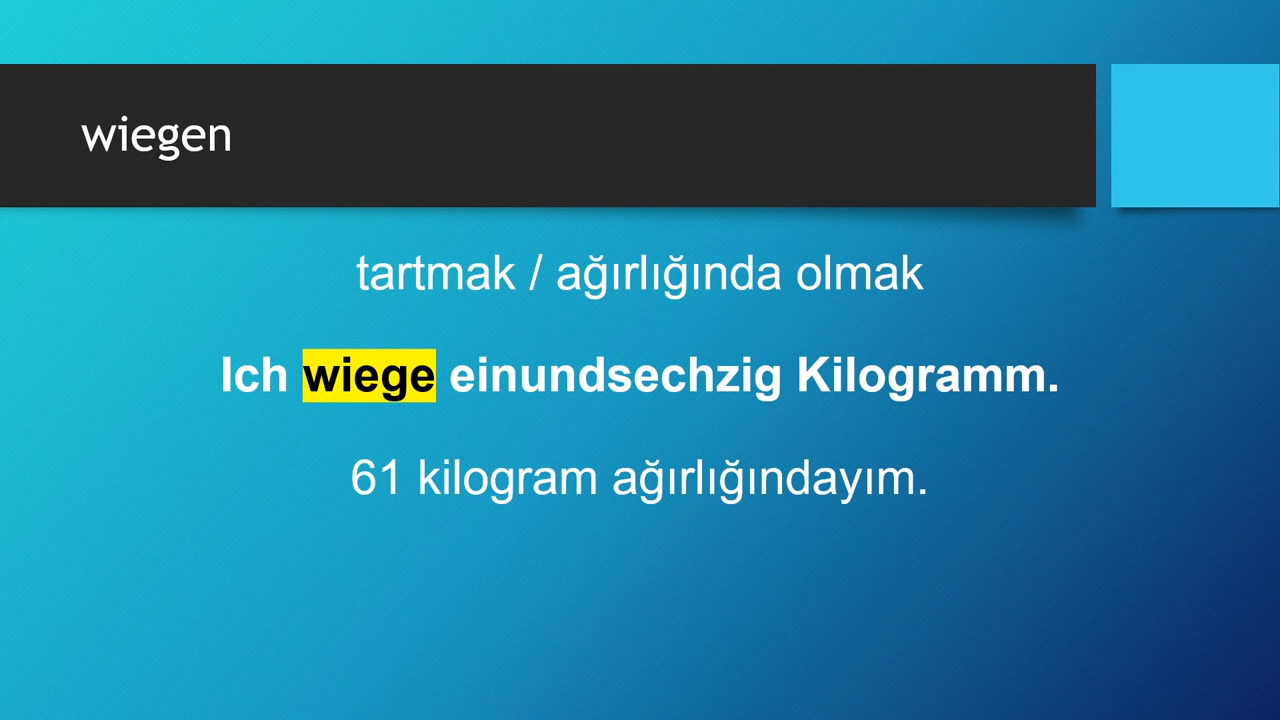 wiegen
tartmak / ağırlığında olmak
Ich wiege einundsechzig Kilogramm.
61 kilogram ağırlığındayım.